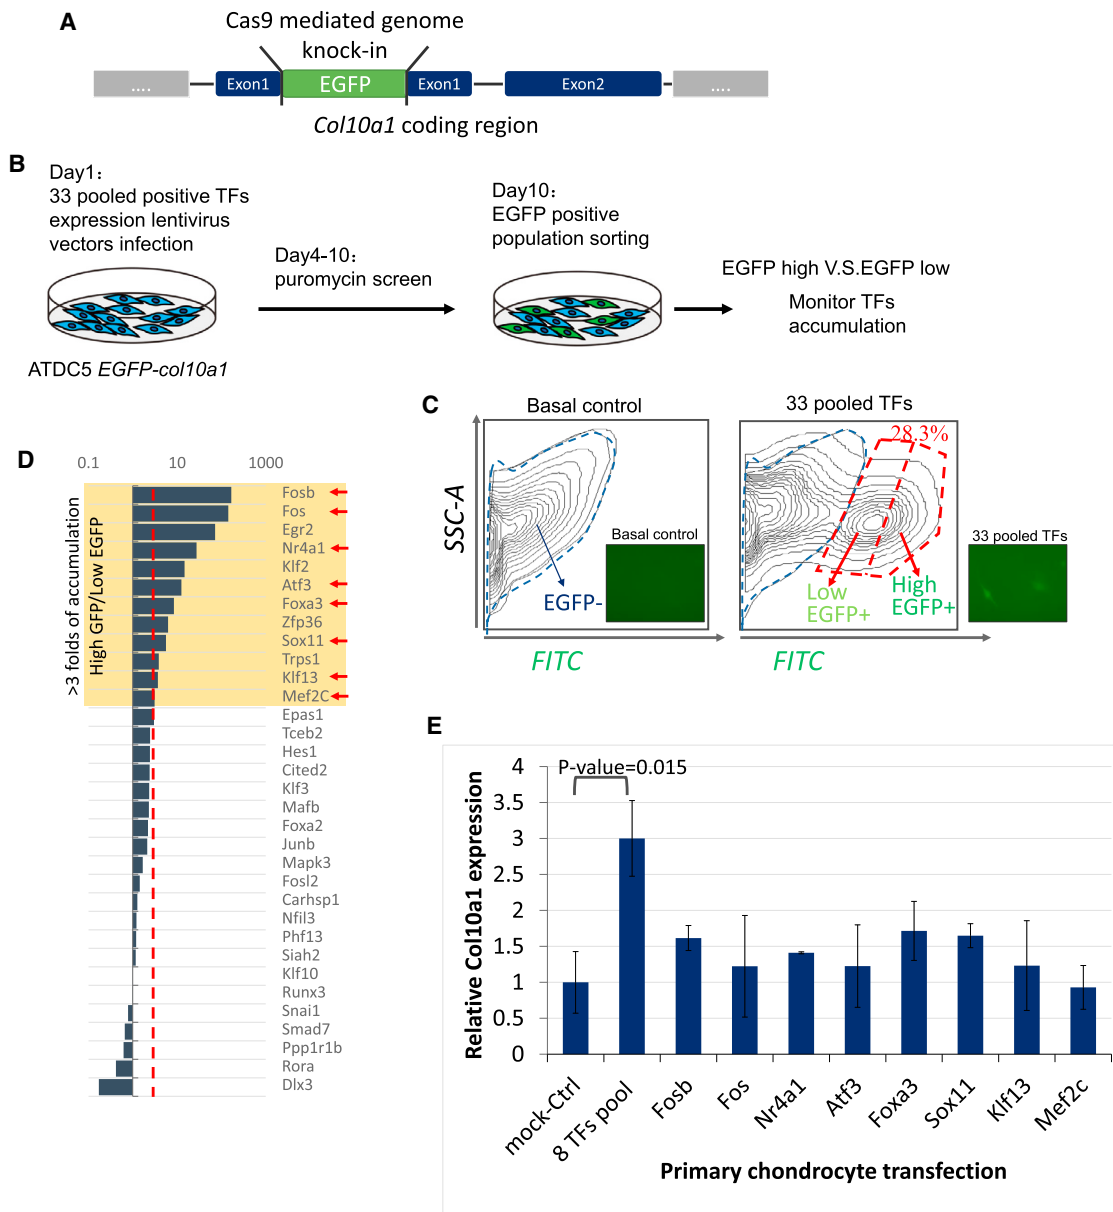 A
Cas9 mediated genome
knock-in
....
Exon1
EGFP
Exon1
Exon2
....
Col10a1 coding region
B
Day1:
33 pooled positive TFs
expression lentivirus
vectors infection
Day4-10:
puromycin screen
Day10:
EGFP positive
population sorting
EGFP high V.S.EGFP low
Monitor TFs
accumulation
ATDC5 EGFP-col10a1
C
Basal control
33 pooled TFs
28.3%
SSC-A
Basal control
EGFP-
33 pooled TFs
Low
EGFP+
High
EGFP+
FITC
FITC
D
0.1
10
1000
>3 folds of accumulation
High GFP/Low EGFP
Fosb
Fos
Egr2
Nr4a1
Klf2
Atf3
Foxa3
Zfp36
Sox11
Trps1
Klf13
Mef2C
Epas1
Tceb2
Hes1
Cited2
Klf3
Mafb
Foxa2
Junb
Mapk3
Fosl2
Carhsp1
Nfil3
Phf13
Siah2
Klf10
Runx3
Snai1
Smad7
Ppp1r1b
Rora
Dlx3
E
P-value=0.015
Relative Col10a1 expression
4
3.5
3
2.5
2
1.5
1
0.5
0
mock-Ctrl
8 TFs pool
Fosb
Fos
Nr4a1
Atf3
Foxa3
Sox11
Klf13
Mef2c
Primary chondrocyte transfection